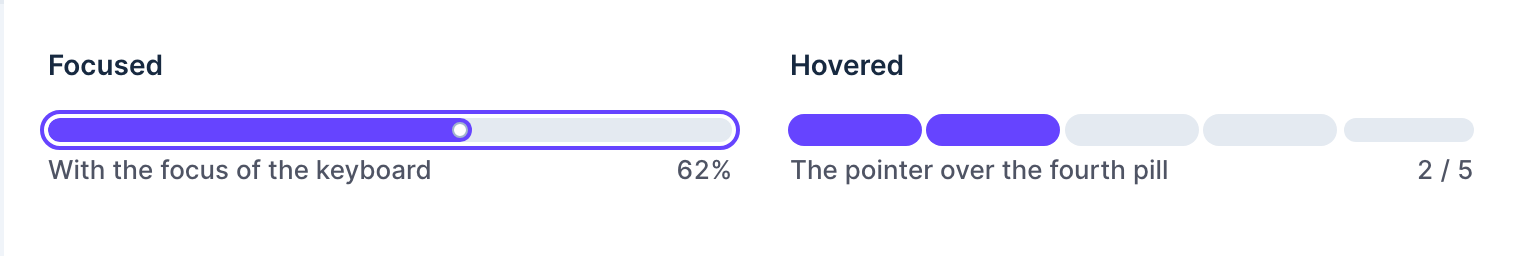 Focused
With the focus of the keyboard
62%
Hovered
The pointer over the fourth pill
2 / 5